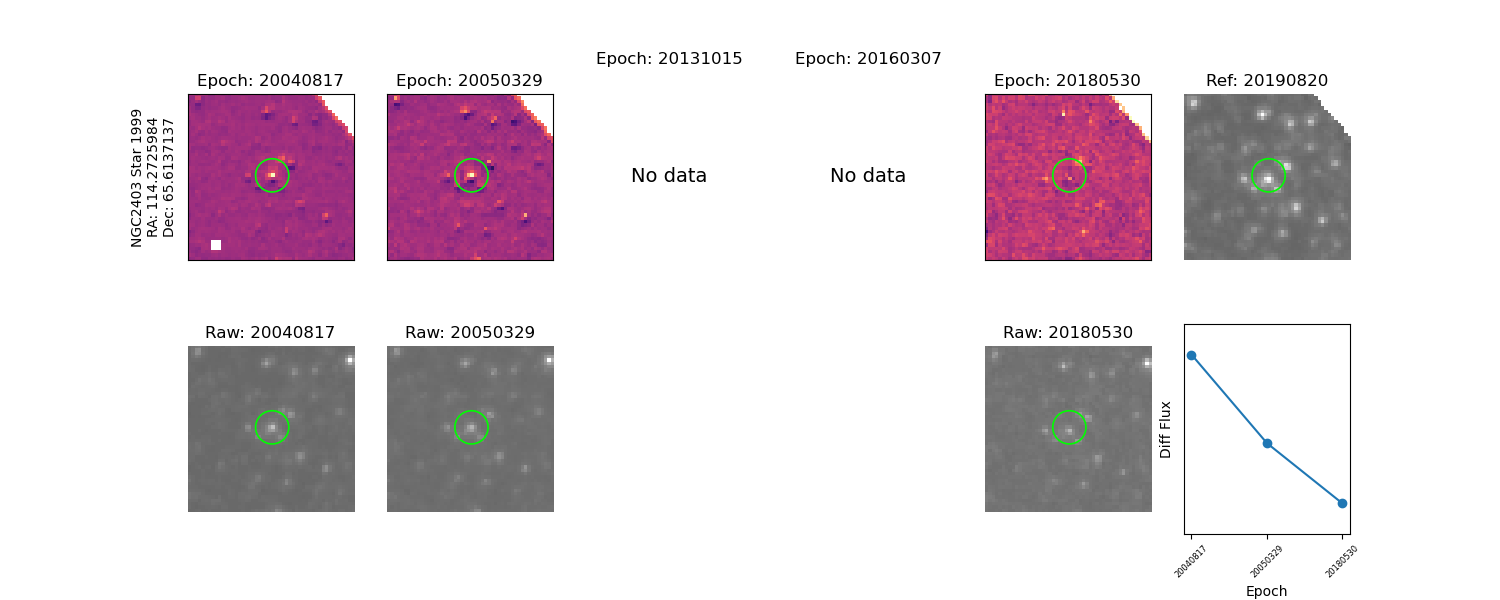 Epoch: 20131015
Epoch: 20160307
Epoch: 20040817
Epoch: 20050329
Epoch: 20180530
Ref: 20190820
NGC2403 Star 1999
RA: 114.2725984
Dec: 65.6137137
No data
No data
Raw: 20040817
Raw: 20050329
Raw: 20180530
Diff Flux
20040817
20050329
20180530
Epoch